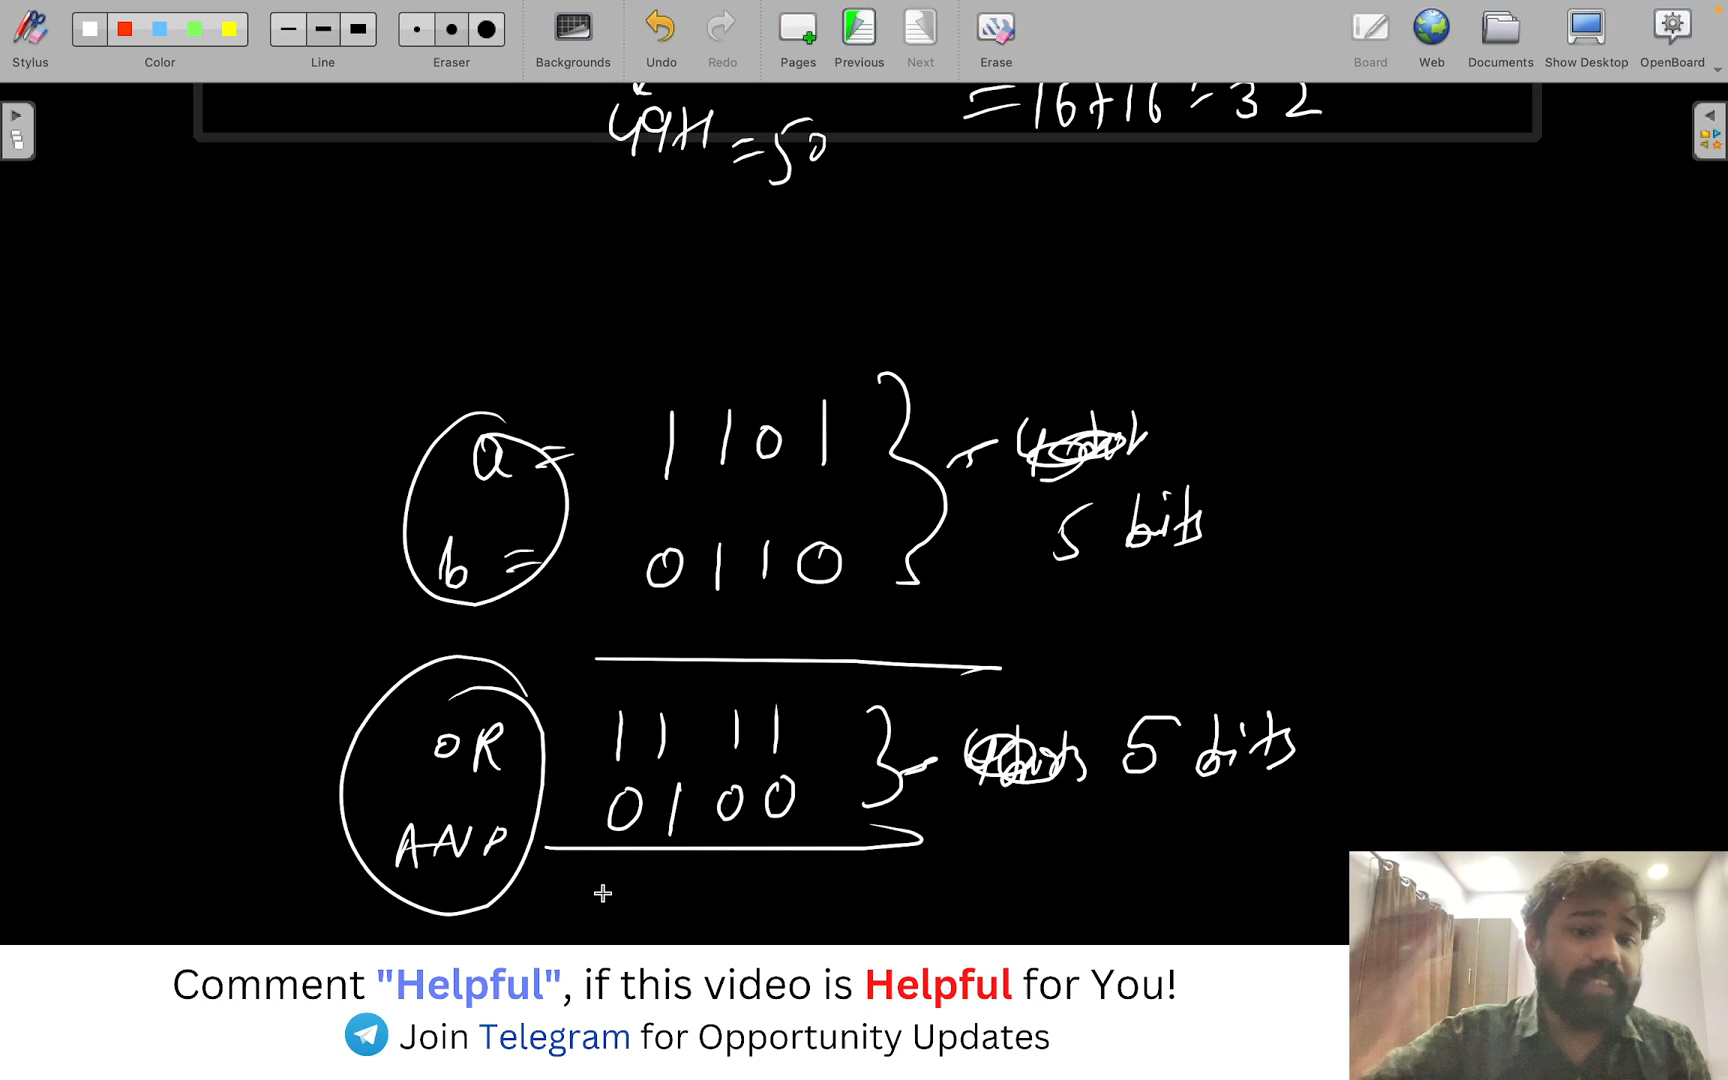 Stylus Color Line Eraser Backgrounds Undo Redo Pages Previous Next Erase Board Web Documents Show Desktop OpenBoard
= 16 + 16 = 32
= 50
a = 1101
5 bits
b = 0110
OR 1111
5 bits
AND 0100
Comment "Helpful", if this video is Helpful for You!
Join Telegram for Opportunity Updates